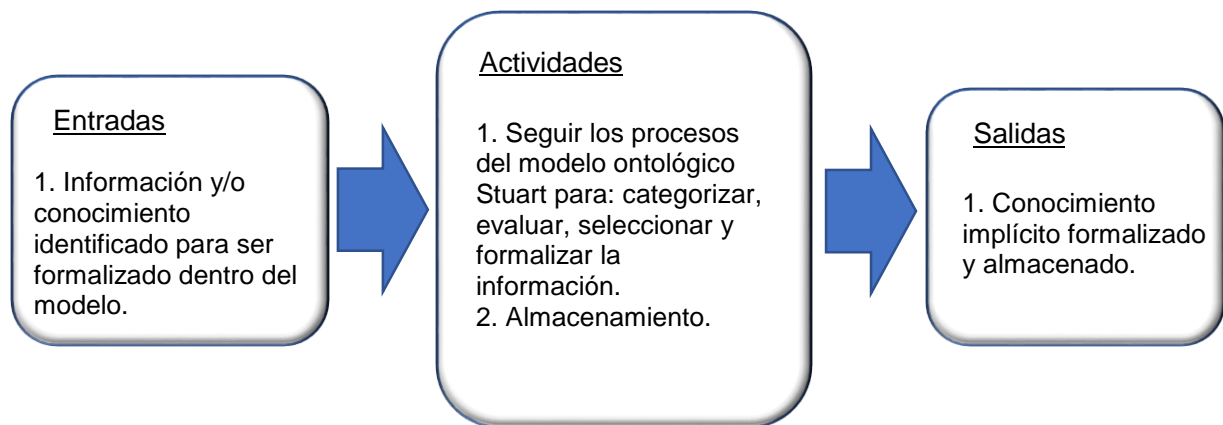 Entradas
1. Información y/o
conocimiento
identificado para ser
formalizado dentro del
modelo.
Actividades
1. Seguir los procesos
del modelo ontológico
Stuart para: categorizar,
evaluar, seleccionar y
formalizar la
información.
2. Almacenamiento.
Salidas
1. Conocimiento
implícito formalizado
y almacenado.